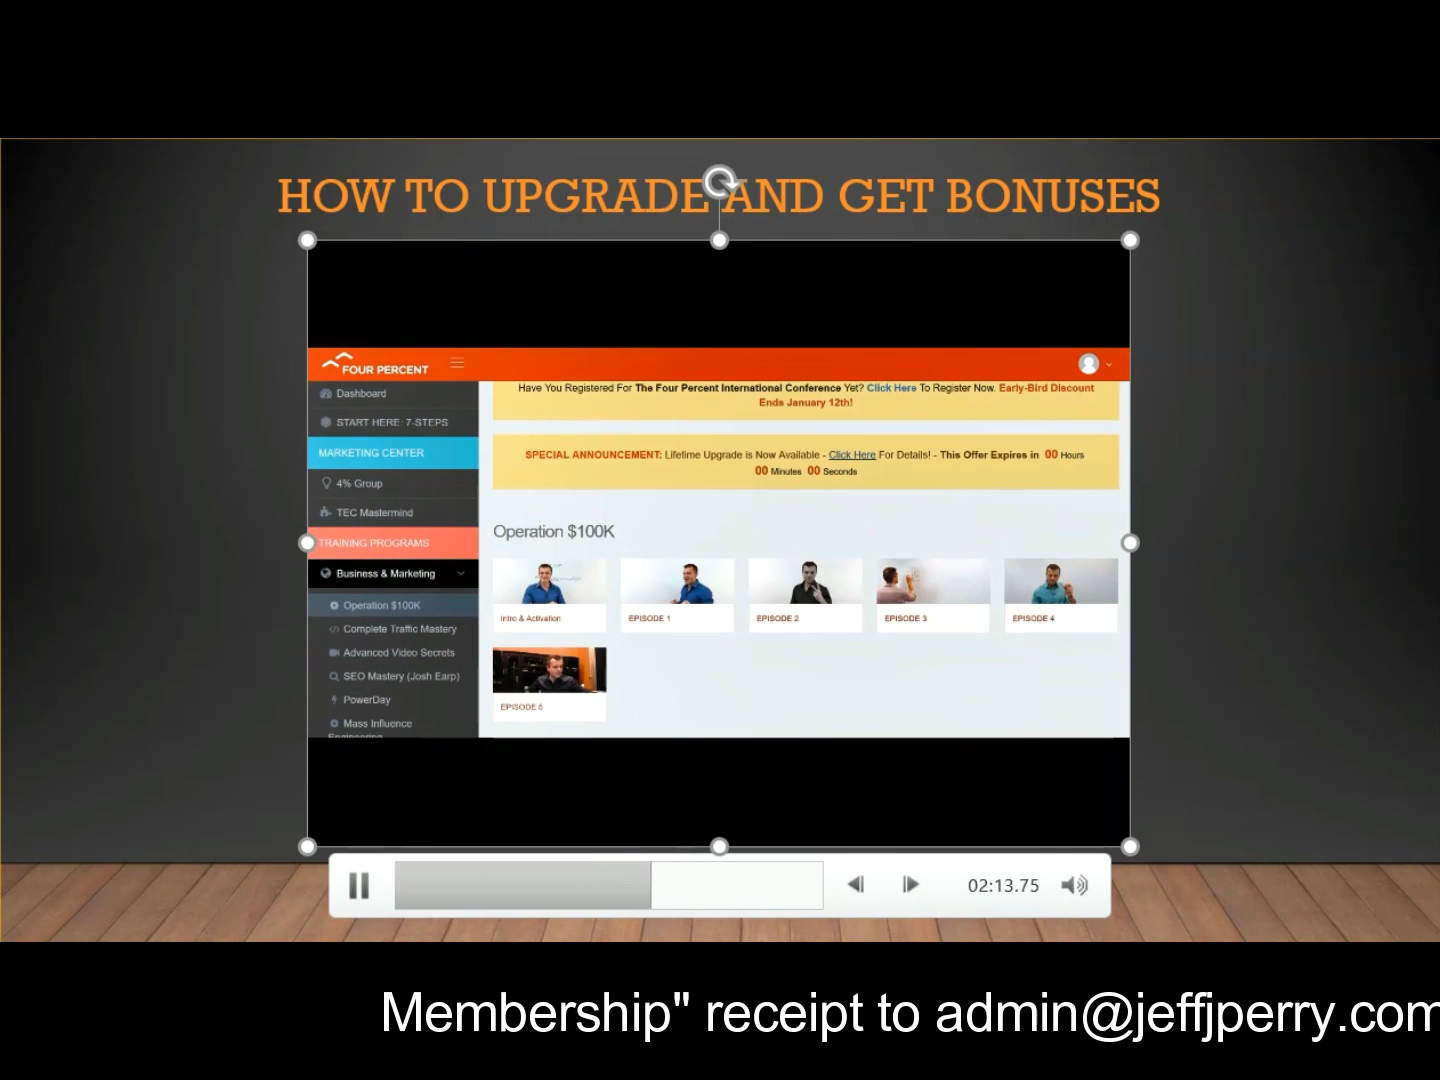 HOW TO UPGRADE AND GET BONUSES
FOUR PERCENT
Have You Registered For The Four Percent International Conference Yet? Click Here To Register Now. Early-Bird Discount
Ends January 12th!
Dashboard
START HERE: 7-STEPS
MARKETING CENTER
4% Group
TEC Mastermind
TRAINING PROGRAMS
Business & Marketing
Operation $100K
Complete Traffic Mastery
Advanced Video Secrets
SEO Mastery (Josh Earp)
PowerDay
Mass Influence
Engineering
SPECIAL ANNOUNCEMENT: Lifetime Upgrade is Now Available - Click Here For Details! - This Offer Expires in 00 Hours
00 Minutes 00 Seconds
Operation $100K
Intro & Activation
EPISODE 1
EPISODE 2
EPISODE 3
EPISODE 4
EPISODE 5
02:13.75
Membership" receipt to admin@jeffjperry.com